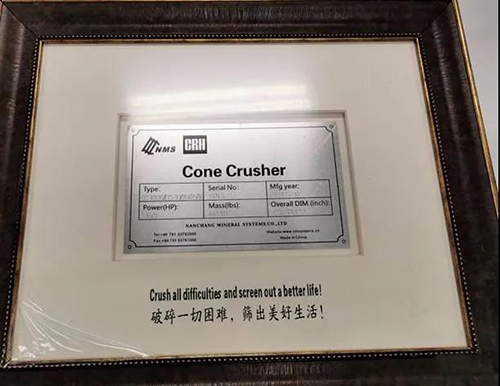 NMS CRH
Cone Crusher
Type: Serial No: Mfg year:
Power(HP): Mass(lbs): Overall DIM.(inch):
NANCHANG MINERAL SYSTEMS CO.,LTD
Made in China
Crush all difficulties and screen out a better life!
破碎一切困难，筛出美好生活！